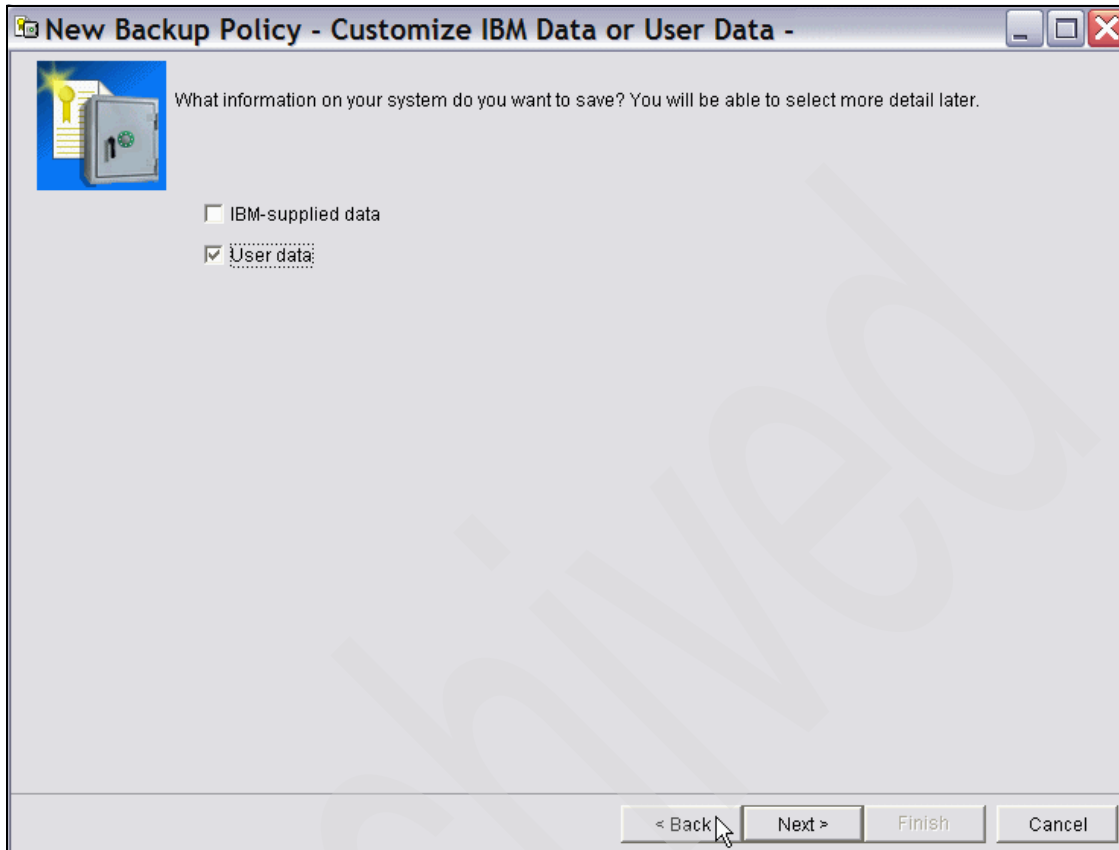 New Backup Policy - Customize IBM Data or User Data -
What information on your system do you want to save? You will be able to select more detail later.
IBM-supplied data
User data
< Back
Next >
Finish
Cancel